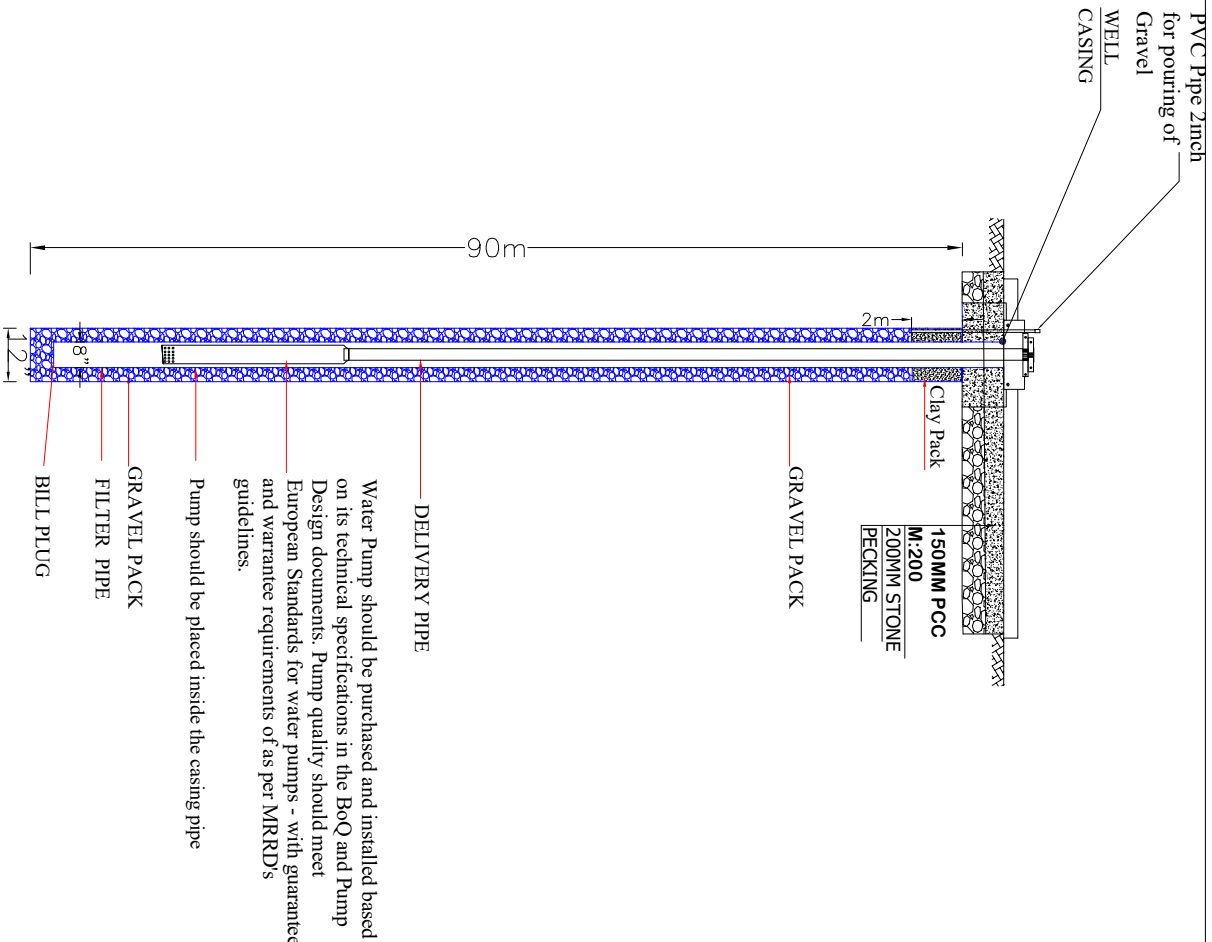 PVC Pipe 2inch
for pouring of
Gravel
WELL
CASING
90m
2m
8"
12"
Clay Pack
150MM PCC
M:200
200MM STONE
PECKING
GRAVEL PACK
DELIVERY PIPE
Water Pump should be purchased and installed based
on its technical specifications in the BoQ and Pump
Design documents. Pump quality should meet
European Standards for water pumps - with guarantee
and warrantee requirements of as per MRRD's
guidelines.
Pump should be placed inside the casing pipe
GRAVEL PACK
FILTER PIPE
BILL PLUG